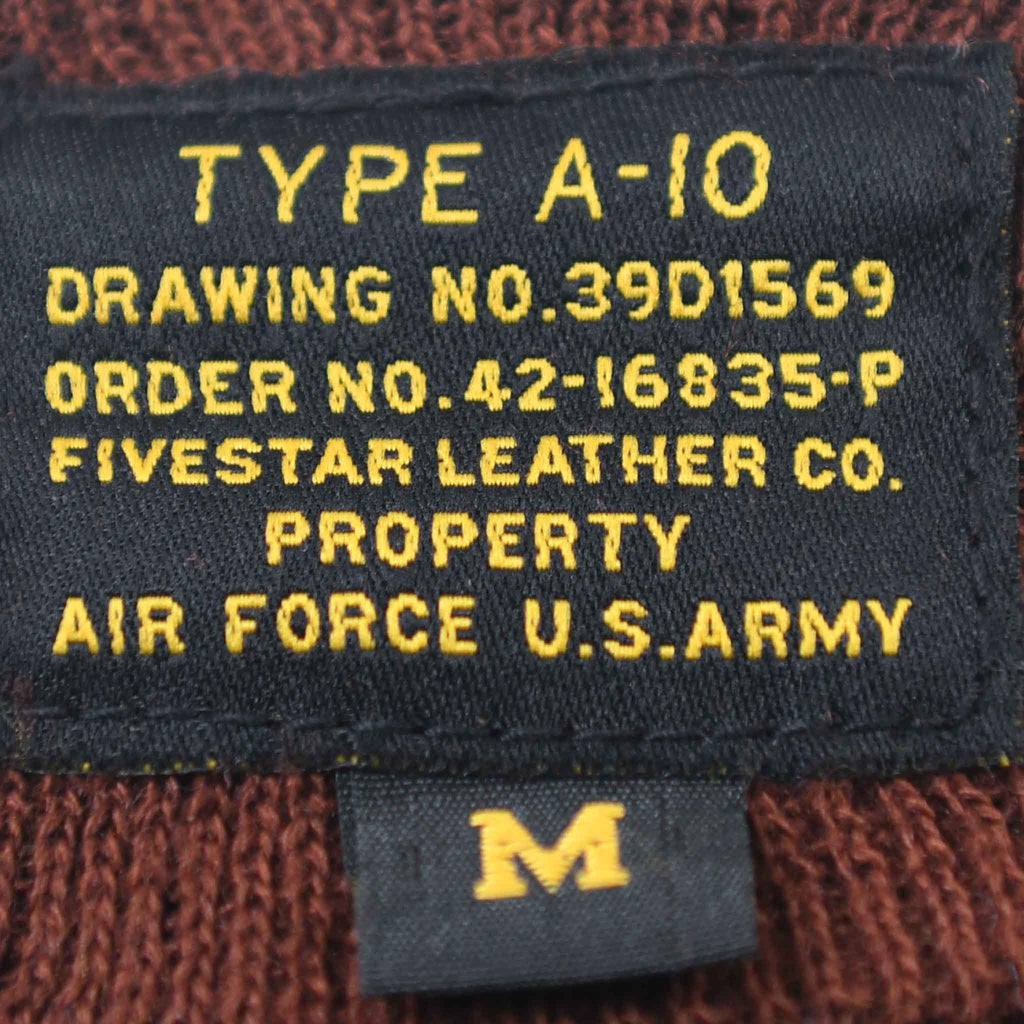 TYPE A-10
DRAWING NO.39D1569
ORDER NO.42-16835-P
FIVESTAR LEATHER CO.
PROPERTY
AIR FORCE U.S.ARMY
M